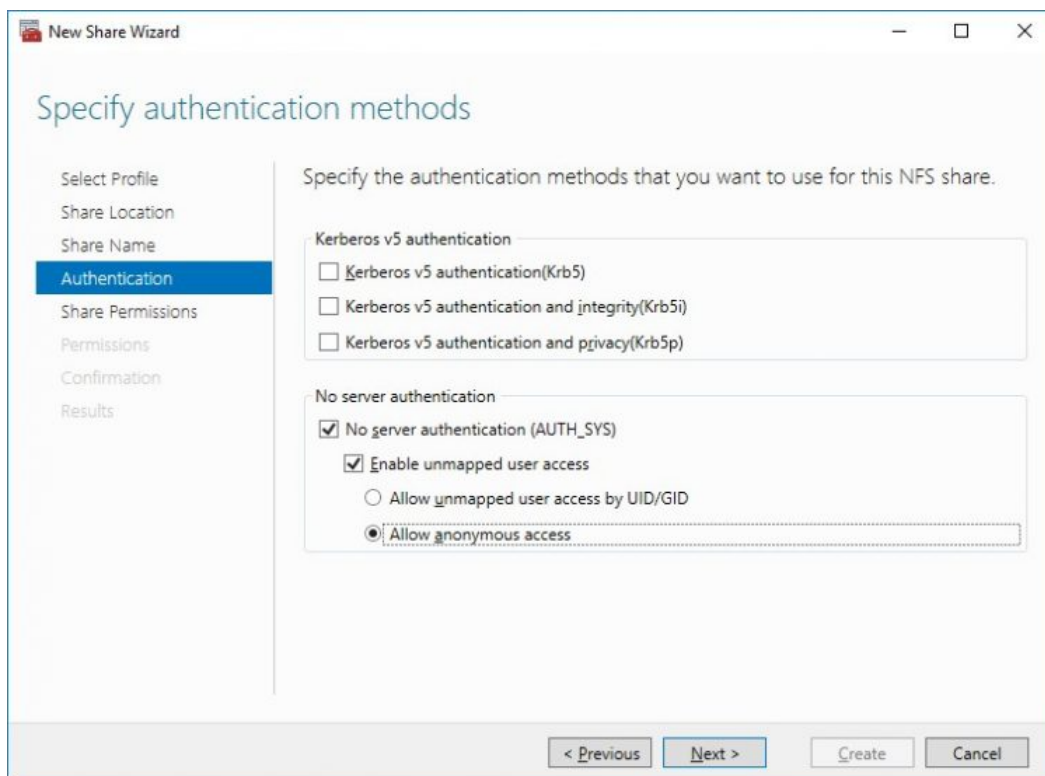 New Share Wizard
Specify authentication methods
Select Profile
Share Location
Share Name
Authentication
Share Permissions
Permissions
Confirmation
Results
Specify the authentication methods that you want to use for this NFS share.
Kerberos v5 authentication
Kerberos v5 authentication(Krb5)
Kerberos v5 authentication and integrity(Krb5i)
Kerberos v5 authentication and privacy(Krb5p)
No server authentication
No server authentication (AUTH_SYS)
Enable unmapped user access
Allow unmapped user access by UID/GID
Allow anonymous access
< Previous
Next >
Create
Cancel